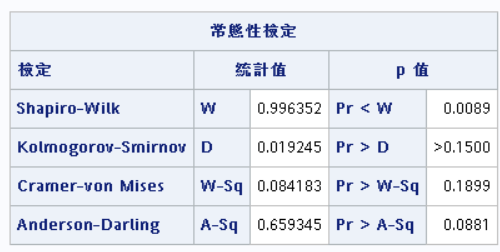 常態性檢定
檢定 統計值 p 值
Shapiro-Wilk W 0.996352 Pr < W 0.0089
Kolmogorov-Smirnov D 0.019245 Pr > D >0.1500
Cramer-von Mises W-Sq 0.084183 Pr > W-Sq 0.1899
Anderson-Darling A-Sq 0.659345 Pr > A-Sq 0.0881